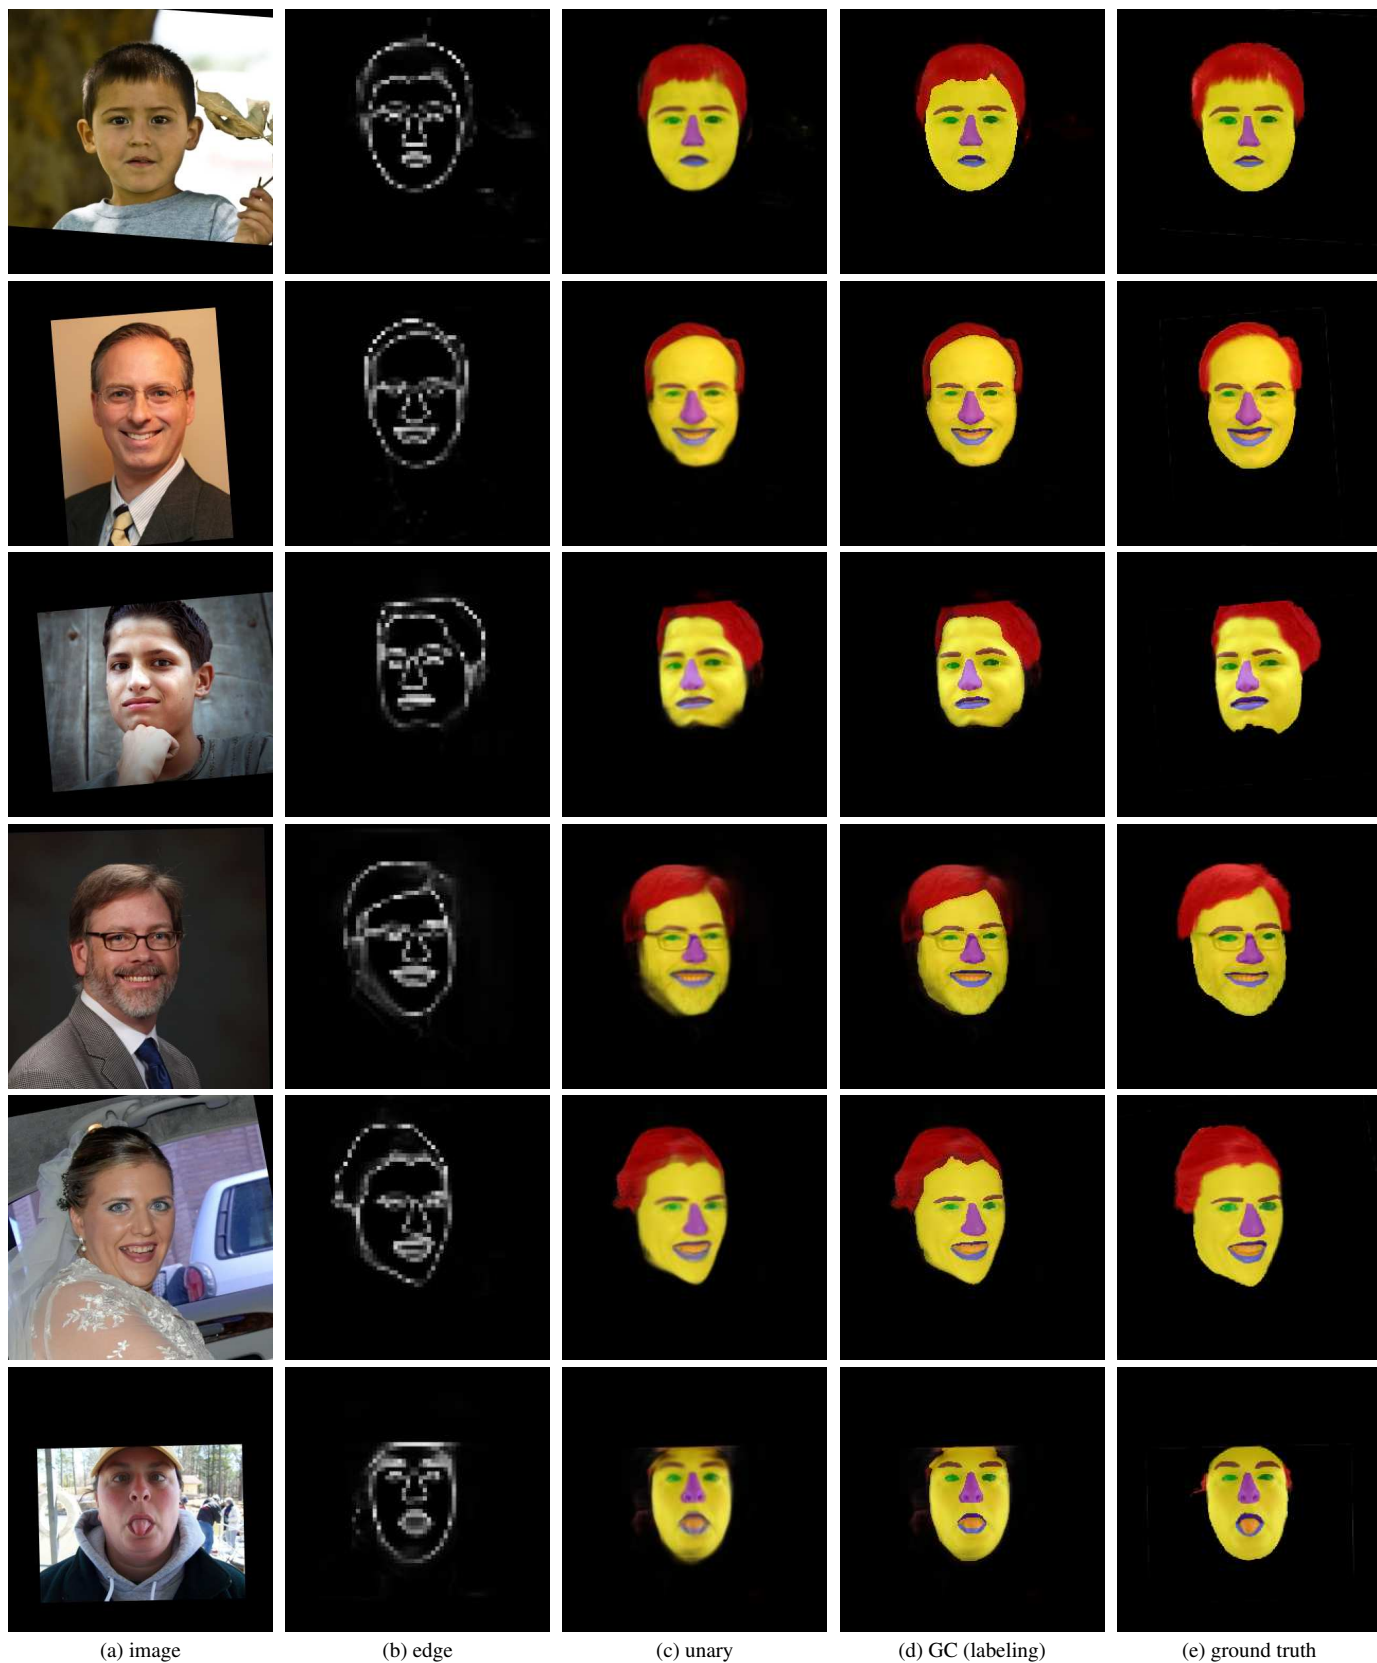 (a) image
(b) edge
(c) unary
(d) GC (labeling)
(e) ground truth